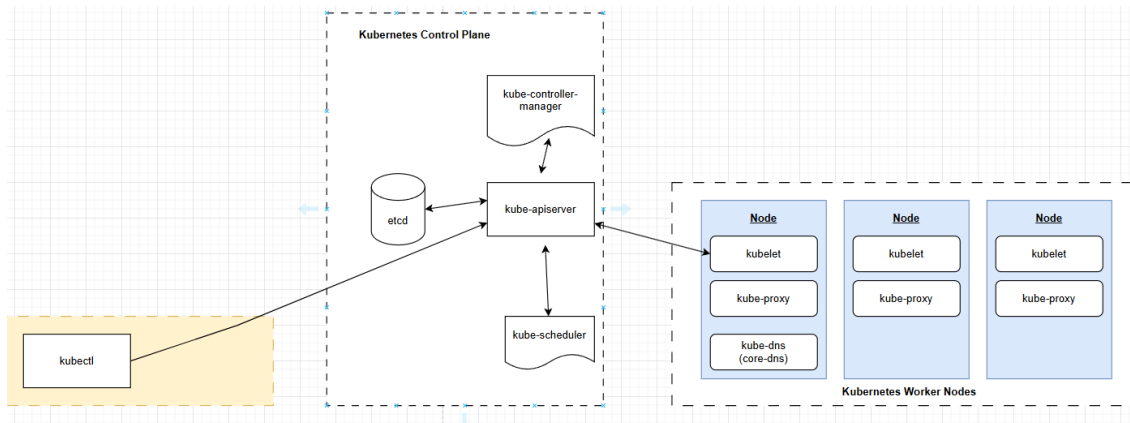 Kubernetes Control Plane
kube-controller-
manager
etcd
kube-apiserver
kube-scheduler
kubectl
Node
kubelet
kube-proxy
kube-dns
(core-dns)
Node
kubelet
kube-proxy
Node
kubelet
kube-proxy
Kubernetes Worker Nodes